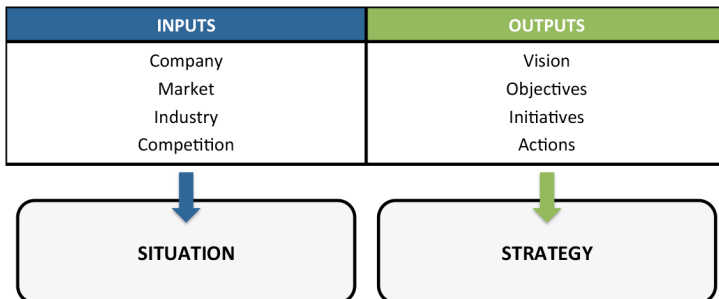 INPUTS
OUTPUTS
Company
Market
Industry
Competition
Vision
Objectives
Initiatives
Actions
SITUATION
STRATEGY